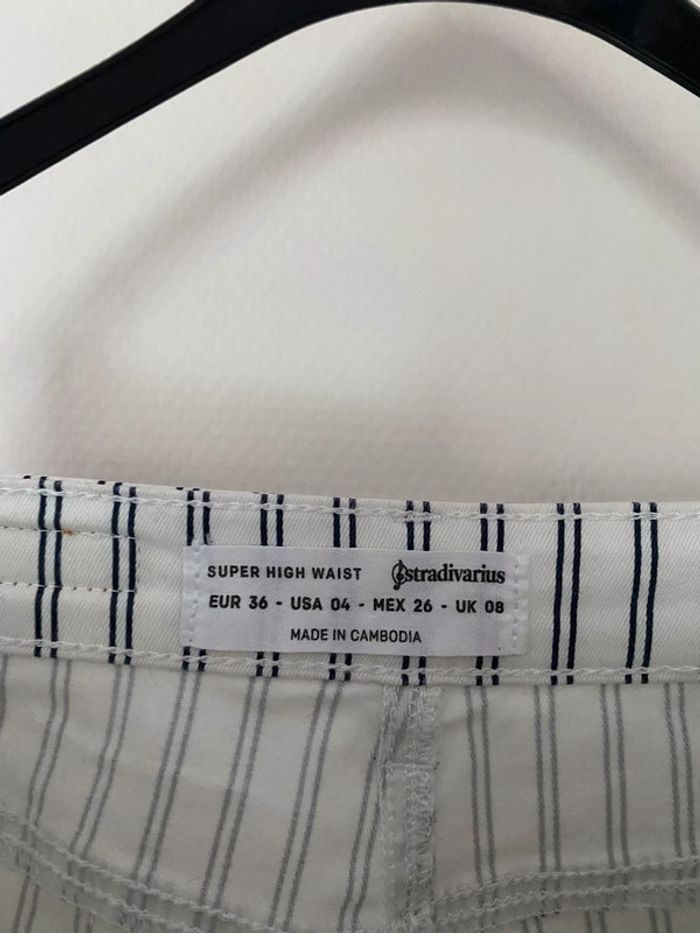 SUPER HIGH WAIST stradivarius
EUR 36 - USA 04 - MEX 26 - UK 08
MADE IN CAMBODIA